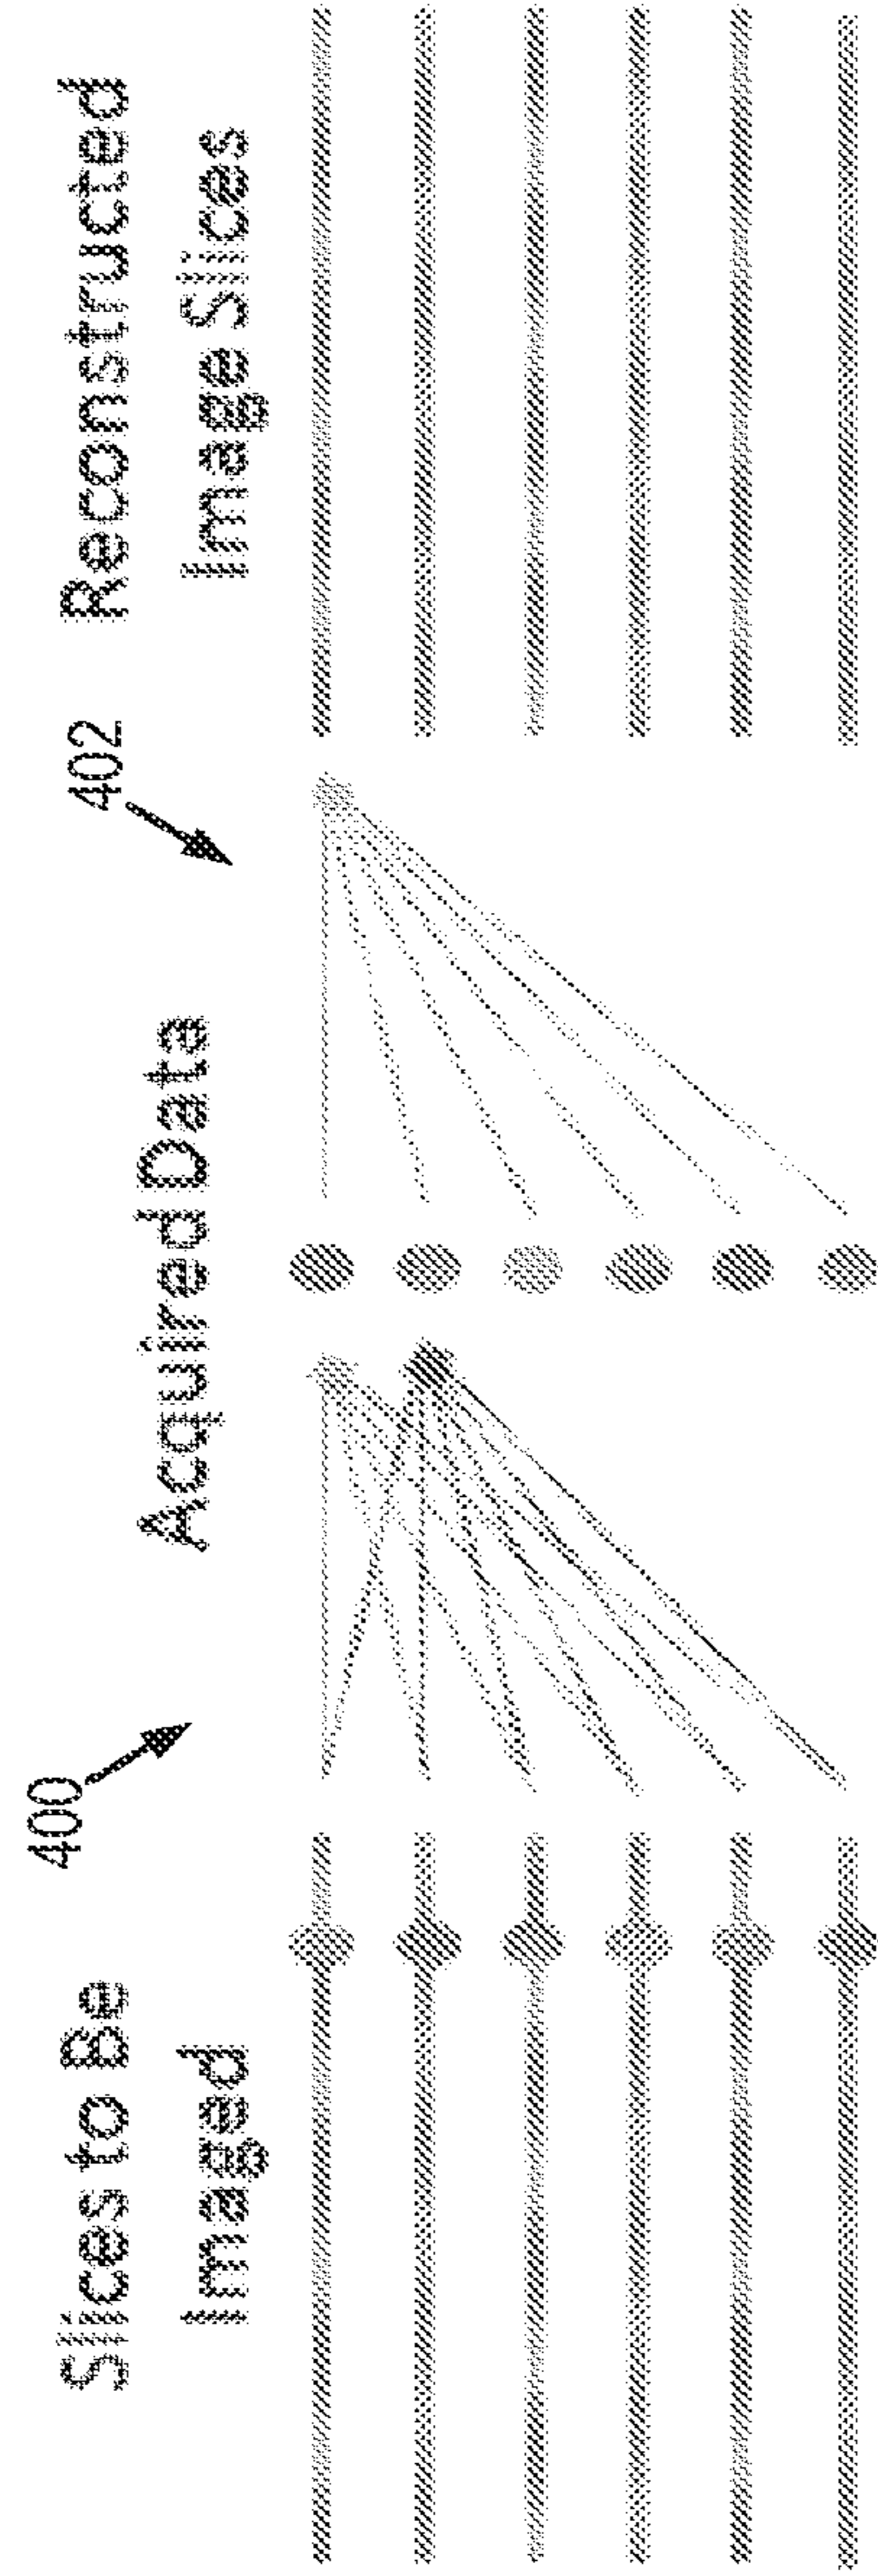 Slices to Be
Imaged
400
Acquired Data
402
Reconstructed
Image Slices